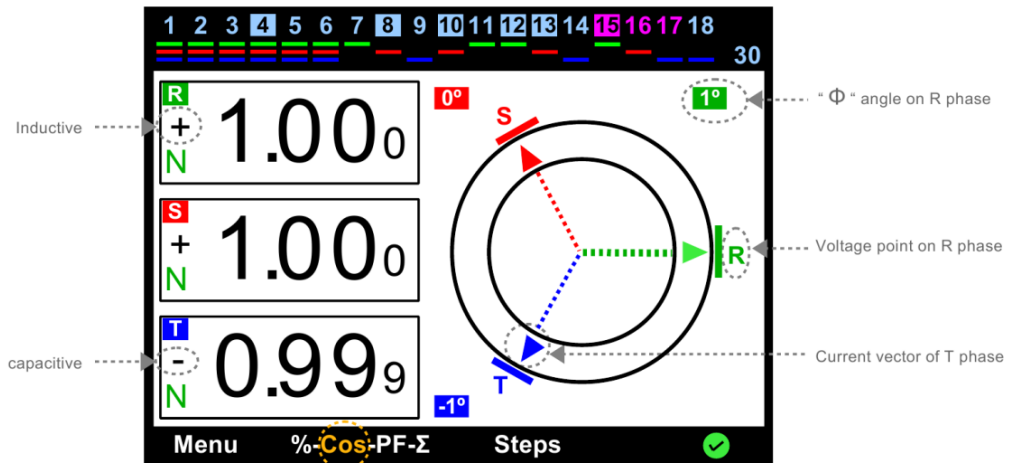 1 2 3 4 5 6 7 8 9 10 11 12 13 14 15 16 17 18
30
R
+
N
1.000
0º
S
1º
“ Φ “ angle on R phase
Inductive
S
+
N
1.000
R
Voltage point on R phase
T
-
N
0.999
capacitive
T
-1º
Current vector of T phase
Menu %-Cos-PF-Σ Steps